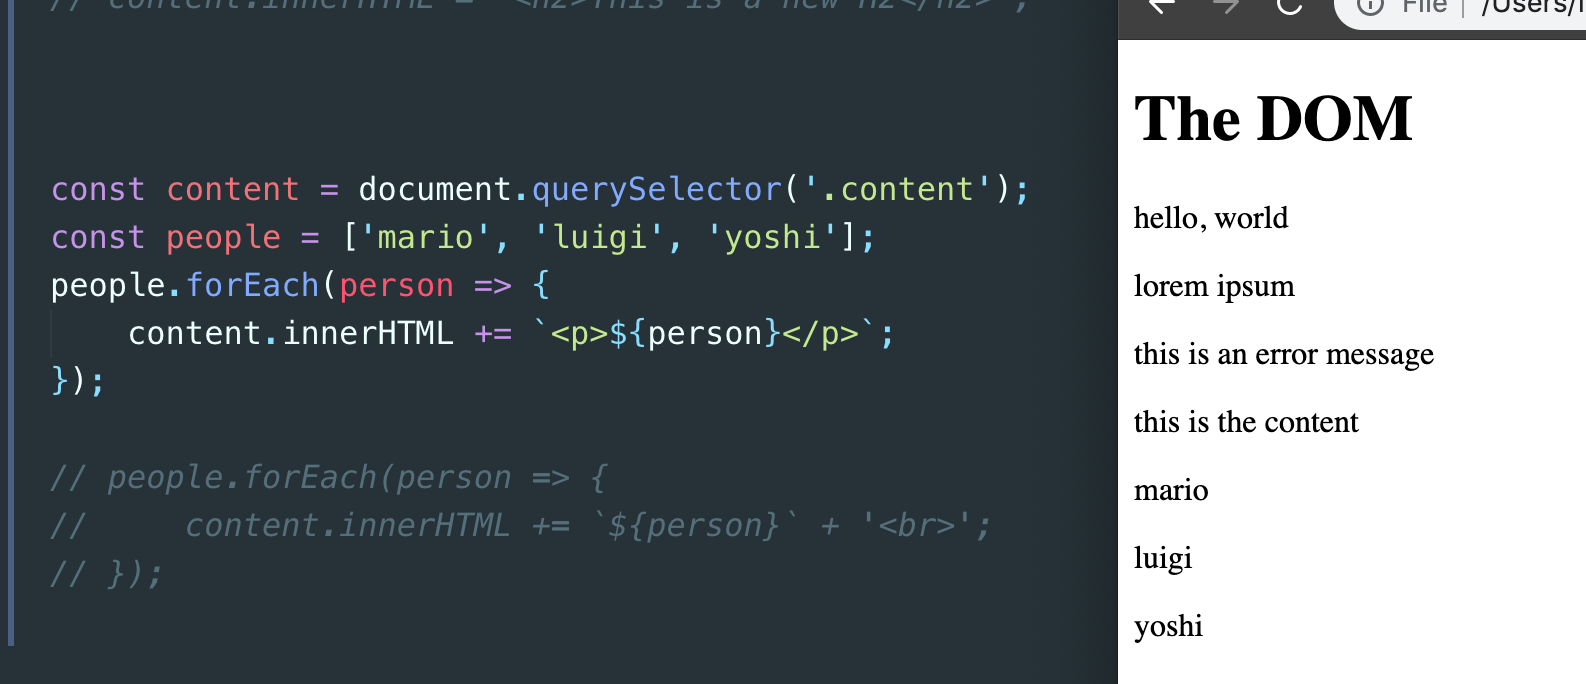 // content.innerHTML = `<h2>This is a new H2</h2>`;
const content = document.querySelector('.content');
const people = ['mario', 'luigi', 'yoshi'];
people.forEach(person => {
    content.innerHTML += `<p>${person}</p>`;
});
// people.forEach(person => {
//     content.innerHTML += `${person}` + '<br>';
// });
File | /Users/
The DOM
hello, world
lorem ipsum
this is an error message
this is the content
mario
luigi
yoshi